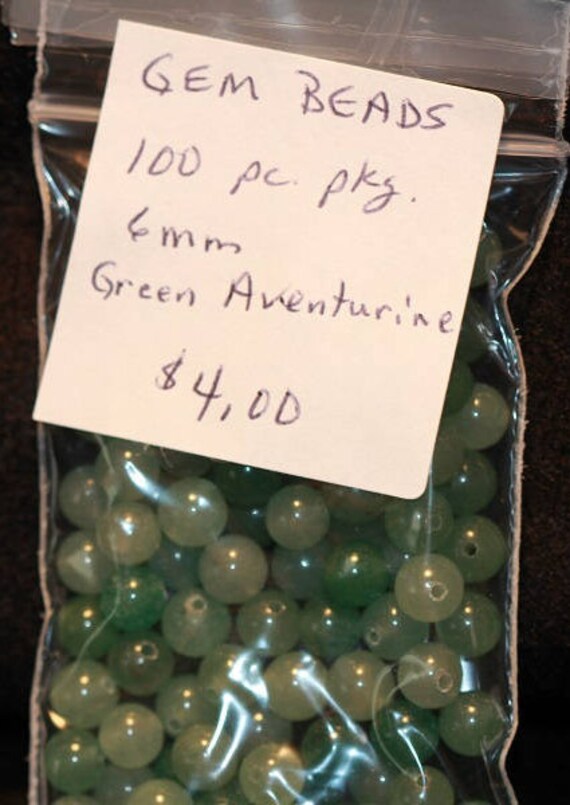 GEM BEADS
100 pc. pkg.
6mm
Green Aventurine
$4.00